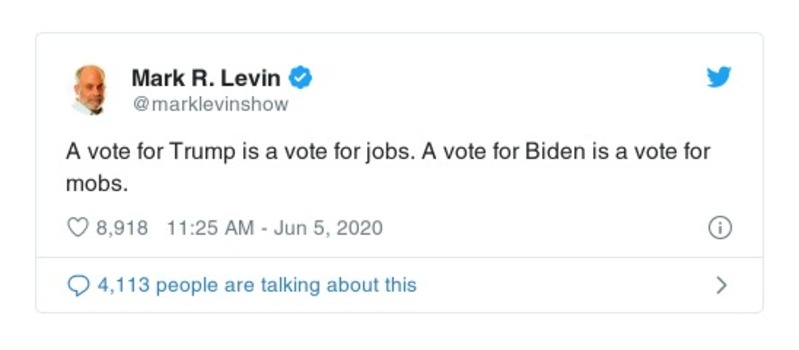 Mark R. Levin
@marklevinshow
A vote for Trump is a vote for jobs. A vote for Biden is a vote for
mobs.
8,918 11:25 AM - Jun 5, 2020
4,113 people are talking about this